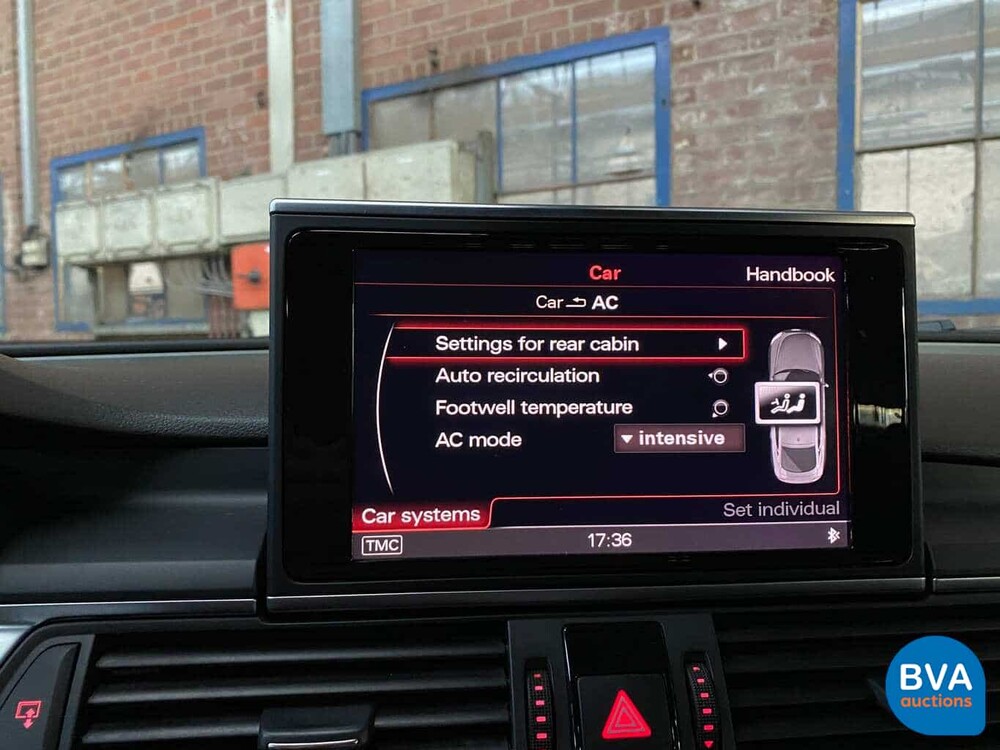 Car
Handbook
Car AC
Settings for rear cabin
Auto recirculation
Footwell temperature
AC mode
intensive
Car systems
Set individual
TMC
17:36
BVA
auctions